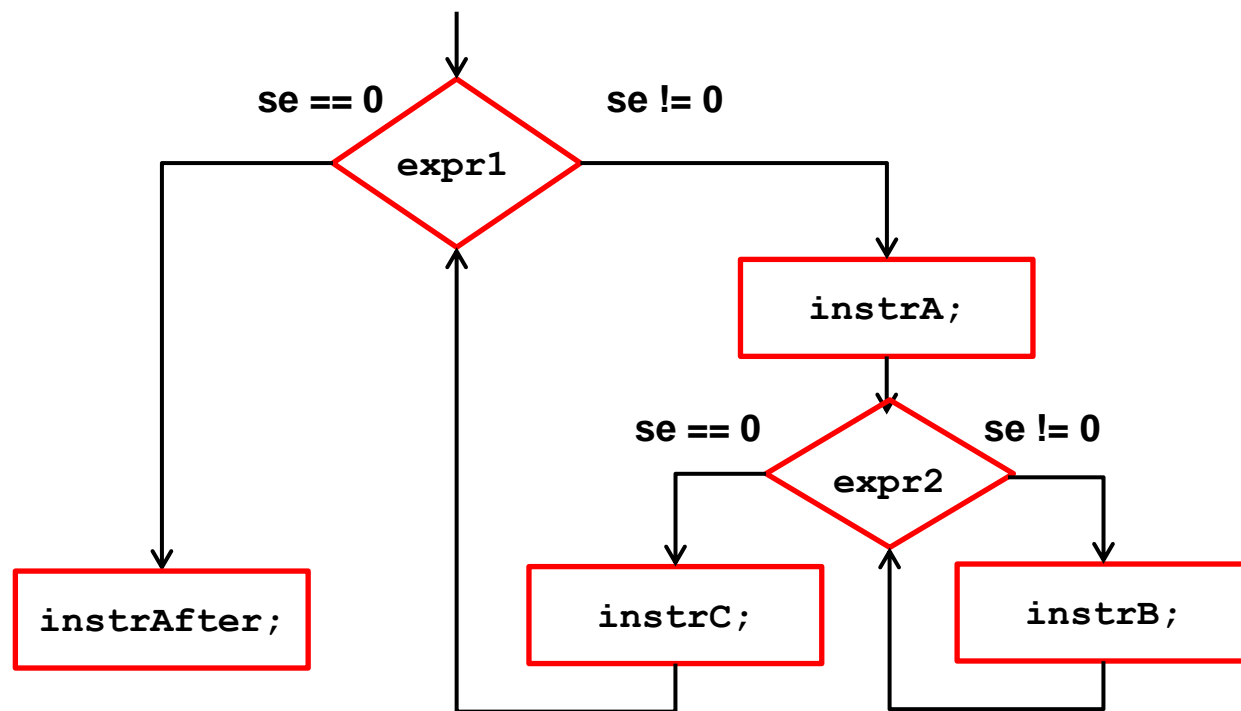 se == 0
se != 0
expr1
instrA;
se == 0
se != 0
expr2
instrAfter;
instrC;
instrB;